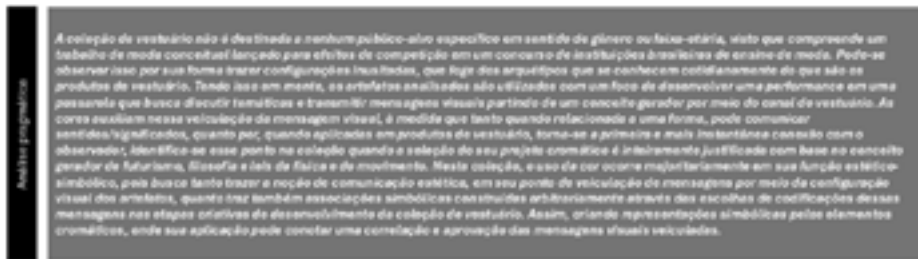 Análise pragmática
A coleção de vestuário não é destinada a nenhum público-alvo específico em sentido de gênero ou faixa-etária, visto que compreende um
trabalho de moda conceitual lançado para efeitos de competição em um concurso de instituições brasileiras de ensino de moda. Pode-se
observar isso por sua forma trazer configurações inusitadas, que foge dos arquétipos que se conhecem cotidianamente do que são os
produtos de vestuário. Tendo isso em mente, os artefatos analisados são utilizados com um foco de desenvolver uma performance em uma
passarela que busca discutir temáticas e transmitir mensagens visuais partindo de um conceito gerador por meio do canal de vestuário. As
cores auxiliam nessa veiculação da mensagem visual, à medida que tanto quando relacionada a uma forma, pode comunicar
sentidos/significados, quanto por, quando aplicadas em produtos de vestuário, torna-se a primeira e mais instantânea conexão com o
observador. Identifica-se esse ponto na coleção quando a seleção do seu projeto cromático é inteiramente justificada com base no conceito
gerador de futurismo, filosofia e leis da física e do movimento. Nesta coleção, o uso de cor ocorre majoritariamente em sua função estético-
simbólico, pois busca tanto trazer a noção de comunicação estética, em seu ponto de veiculação de mensagens por meio da configuração
visual dos artefatos, quanto traz também associações simbólicas construídas arbitrariamente através das escolhas de codificações dessas
mensagens nas etapas criativas de desenvolvimento da coleção de vestuário. Assim, criando representações simbólicas pelos elementos
cromáticos, onde sua aplicação pode conotar uma correlação e aprovação das mensagens visuais veiculadas.